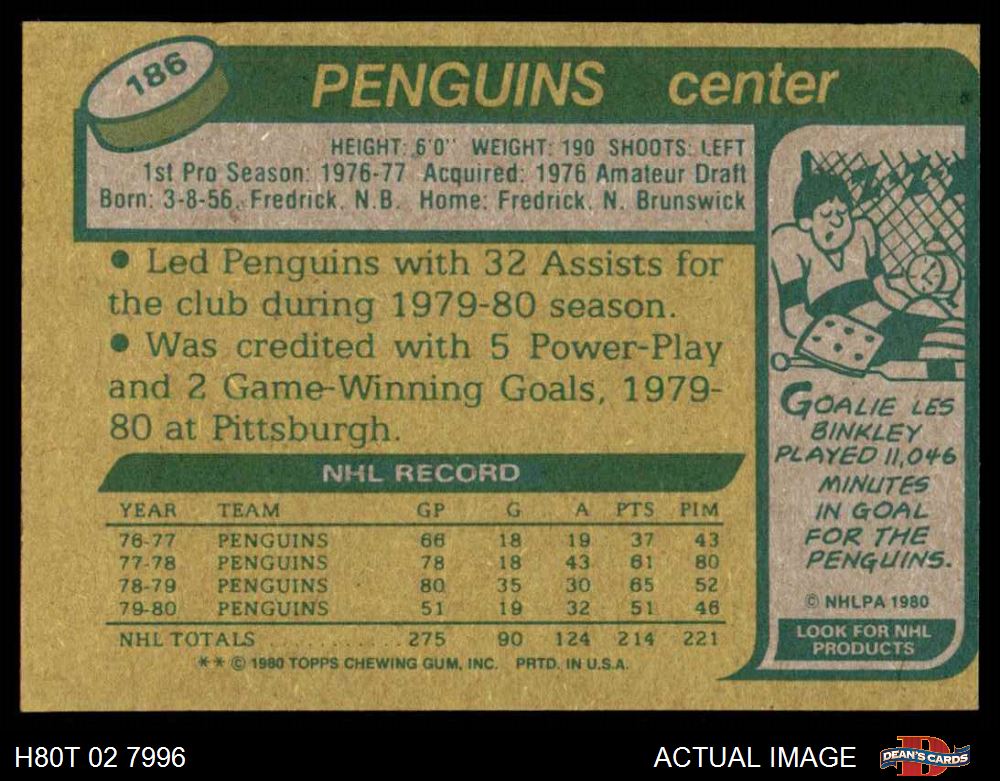 186
PENGUINS center
HEIGHT: 6'0" WEIGHT: 190 SHOOTS: LEFT
1st Pro Season: 1976-77 Acquired: 1976 Amateur Draft
Born: 3-8-56, Fredrick, N.B. Home: Fredrick, N. Brunswick
• Led Penguins with 32 Assists for
the club during 1979-80 season.
• Was credited with 5 Power-Play
and 2 Game-Winning Goals, 1979-
80 at Pittsburgh.
NHL RECORD
YEAR TEAM GP G A PTS PIM
76-77 PENGUINS 66 18 19 37 43
77-78 PENGUINS 78 18 43 61 80
78-79 PENGUINS 80 35 30 65 52
79-80 PENGUINS 51 19 32 51 46
NHL TOTALS .......... 275 90 124 214 221
** © 1980 TOPPS CHEWING GUM, INC. PRTD. IN U.S.A.
GOALIE LES
BINKLEY
PLAYED 11,046
MINUTES
IN GOAL
FOR THE
PENGUINS.
© NHLPA 1980
LOOK FOR NHL
PRODUCTS
H80T 02 7996
ACTUAL IMAGE
DEAN'S CARDS